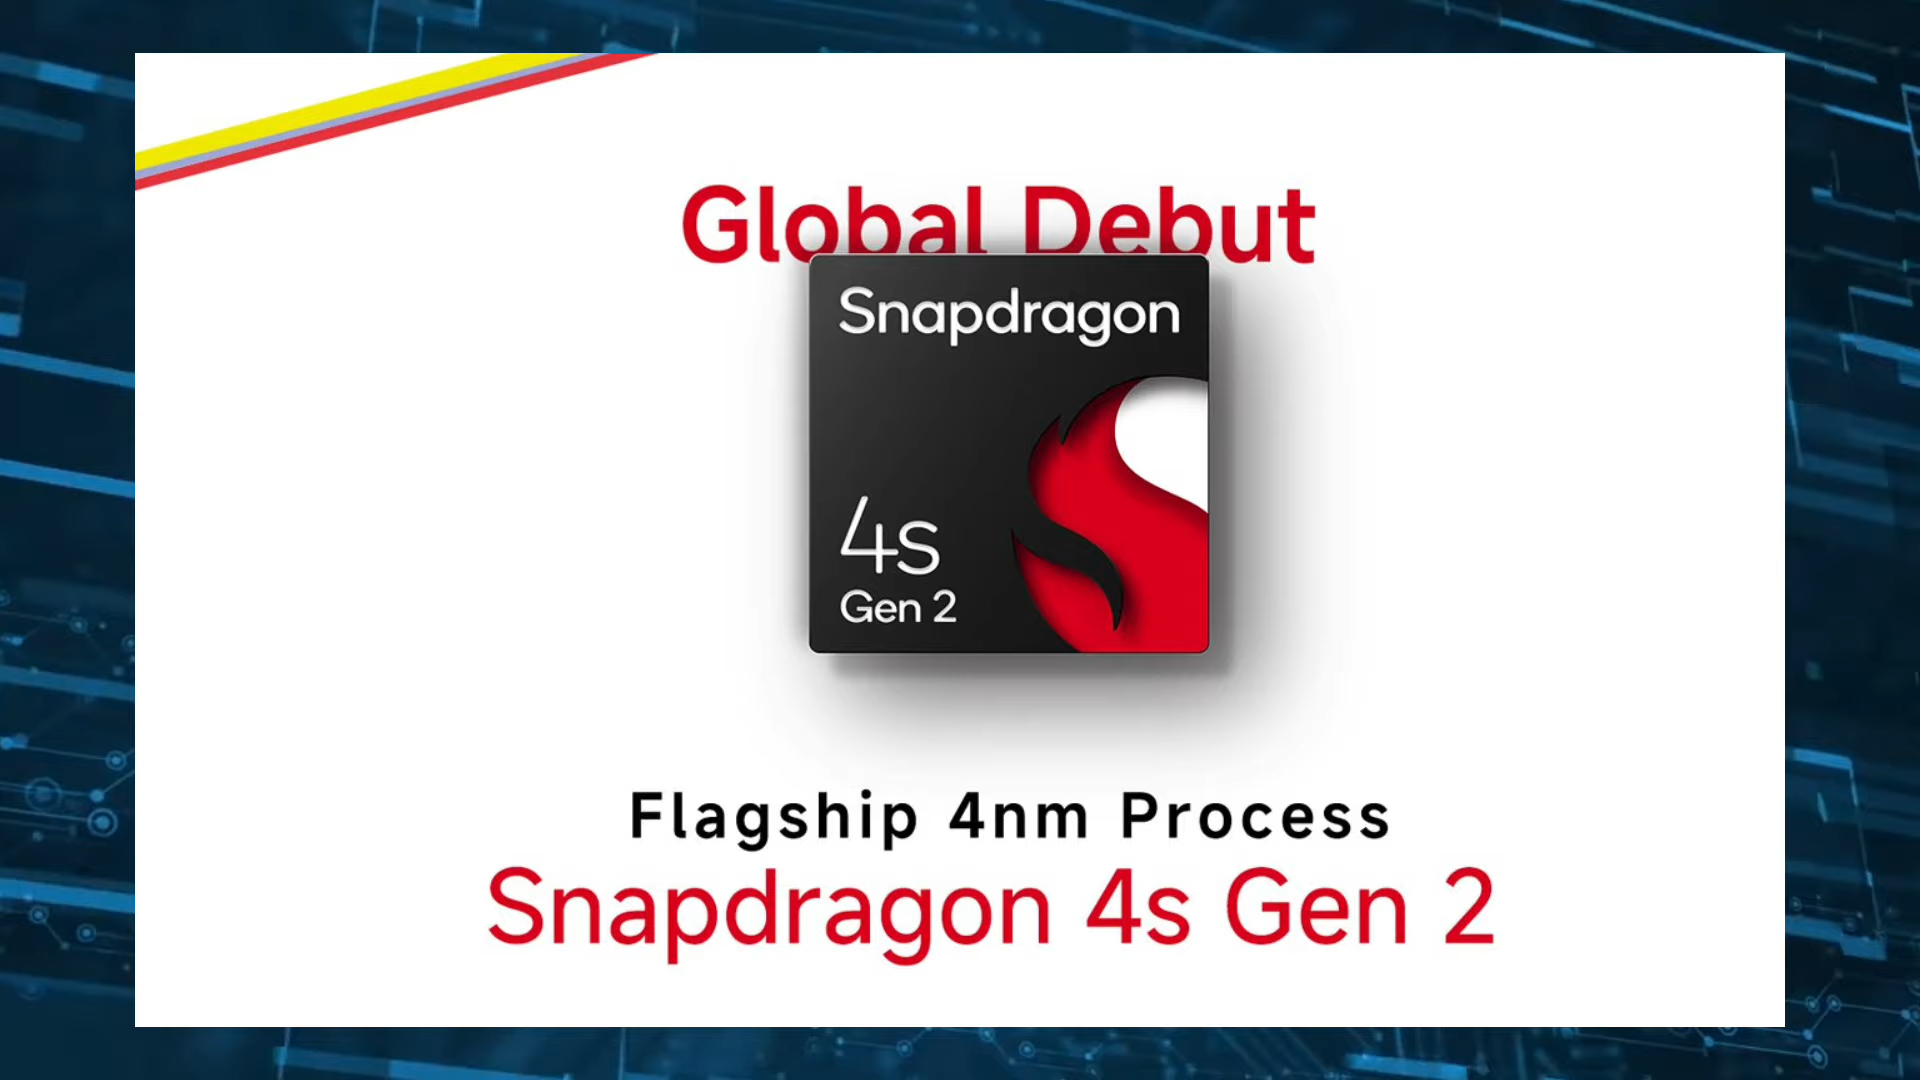 Global Debut
Snapdragon
4s
Gen 2
Flagship 4nm Process
Snapdragon 4s Gen 2